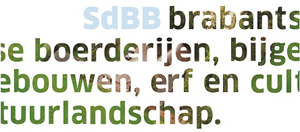 SdBB brabants
se boerderijen, bijge
ebouwen, erf en cult
tuurlandschap.